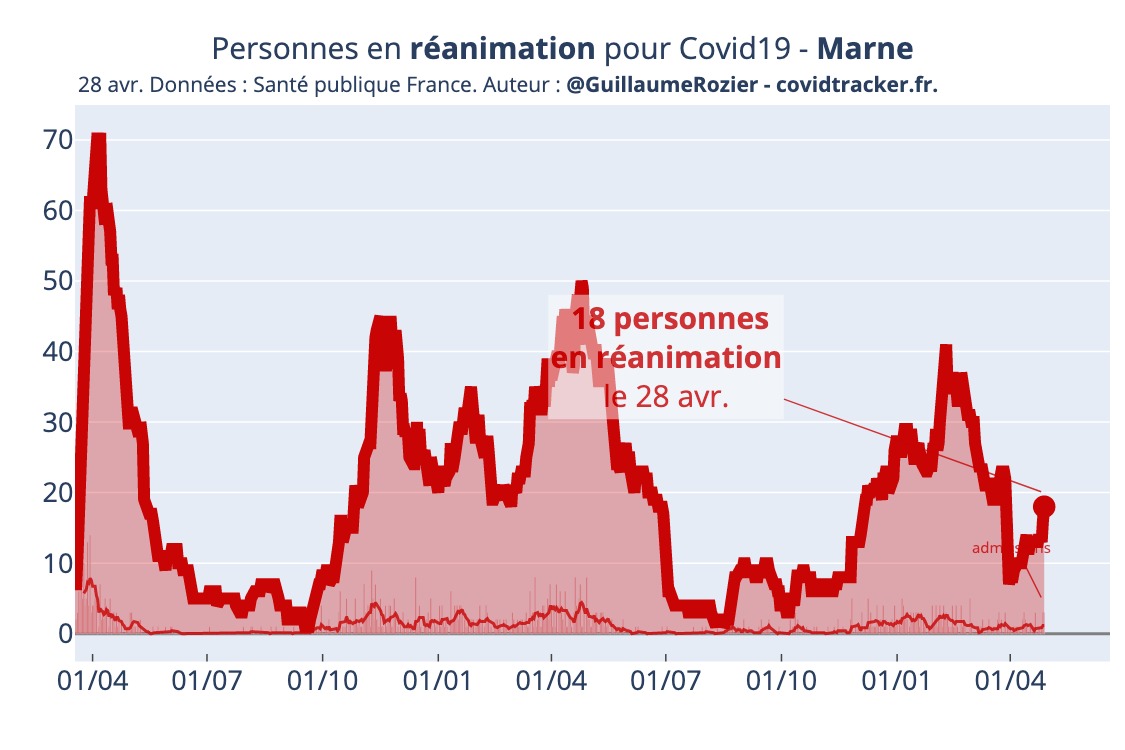 Personnes en réanimation pour Covid19 - Marne
28 avr. Données : Santé publique France. Auteur : @GuillaumeRozier - covidtracker.fr.
70
60
50
40
30
20
10
0
18 personnes
en réanimation
le 28 avr.
admissions
01/04 01/07 01/10 01/01 01/04 01/07 01/10 01/01 01/04